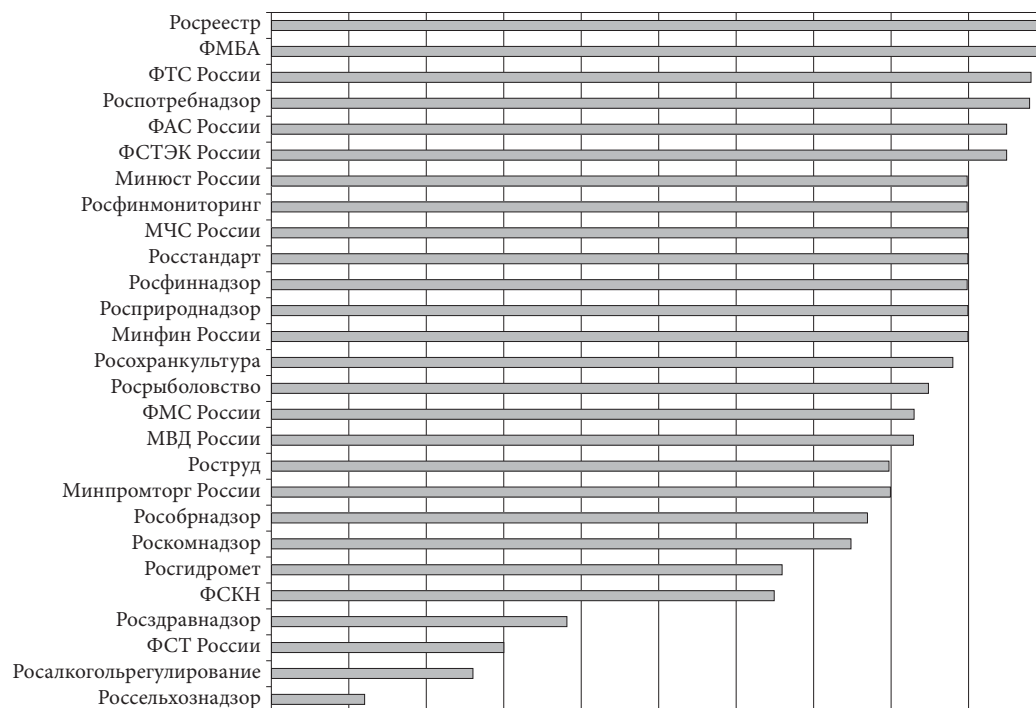 Росреестр
ФМБА
ФТС России
Роспотребнадзор
ФАС России
ФСТЭК России
Минюст России
Росфинмониторинг
МЧС России
Росстандарт
Росфиннадзор
Росприроднадзор
Минфин России
Росохранкультура
Росрыболовство
ФМС России
МВД России
Роструд
Минпромторг России
Рособрнадзор
Роскомнадзор
Росгидромет
ФСКН
Росздравнадзор
ФСТ России
Росалкогольрегулирование
Россельхознадзор